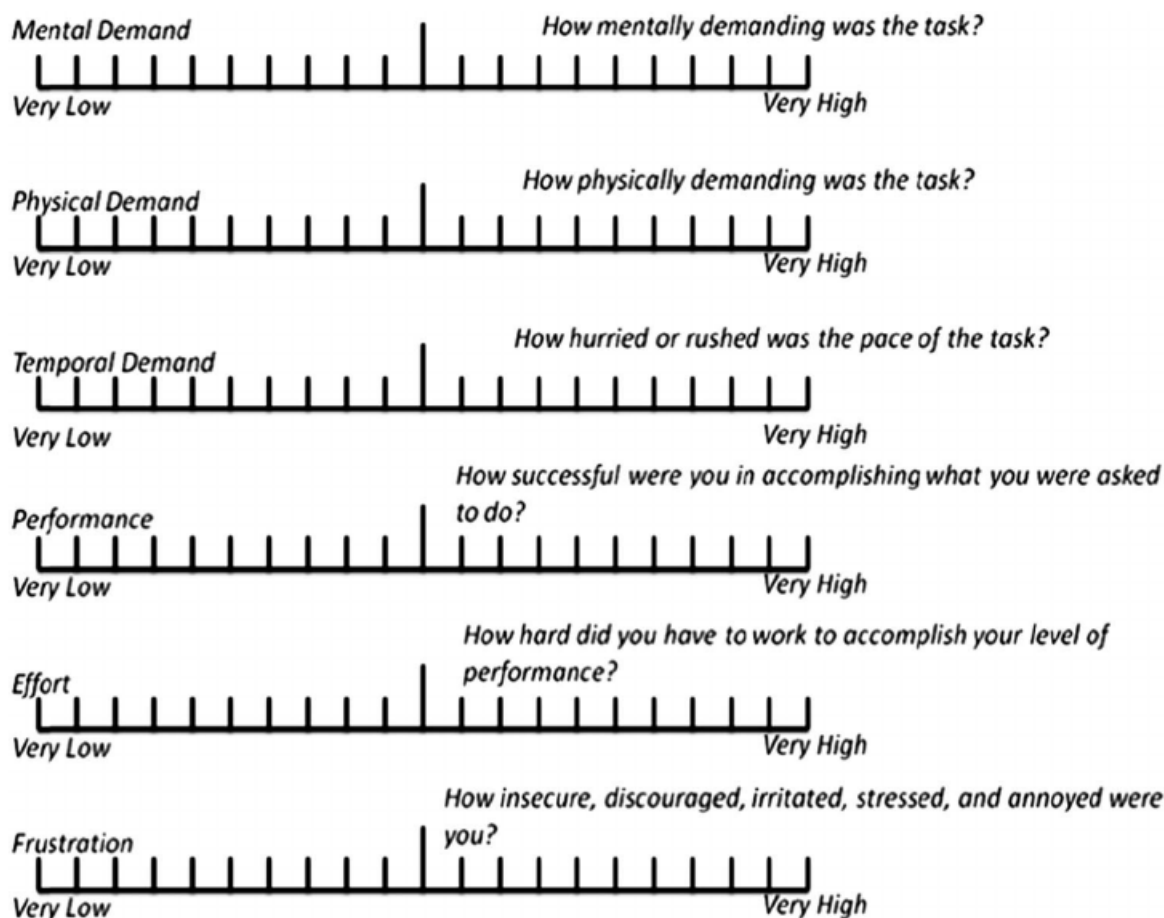 Mental Demand
How mentally demanding was the task?
Very Low
Very High
How physically demanding was the task?
Physical Demand
Very Low
Very High
How hurried or rushed was the pace of the task?
Temporal Demand
Very Low
Very High
How successful were you in accomplishing what you were asked
to do?
Performance
Very Low
Very High
How hard did you have to work to accomplish your level of
performance?
Effort
Very Low
Very High
How insecure, discouraged, irritated, stressed, and annoyed were
you?
Frustration
Very Low
Very High